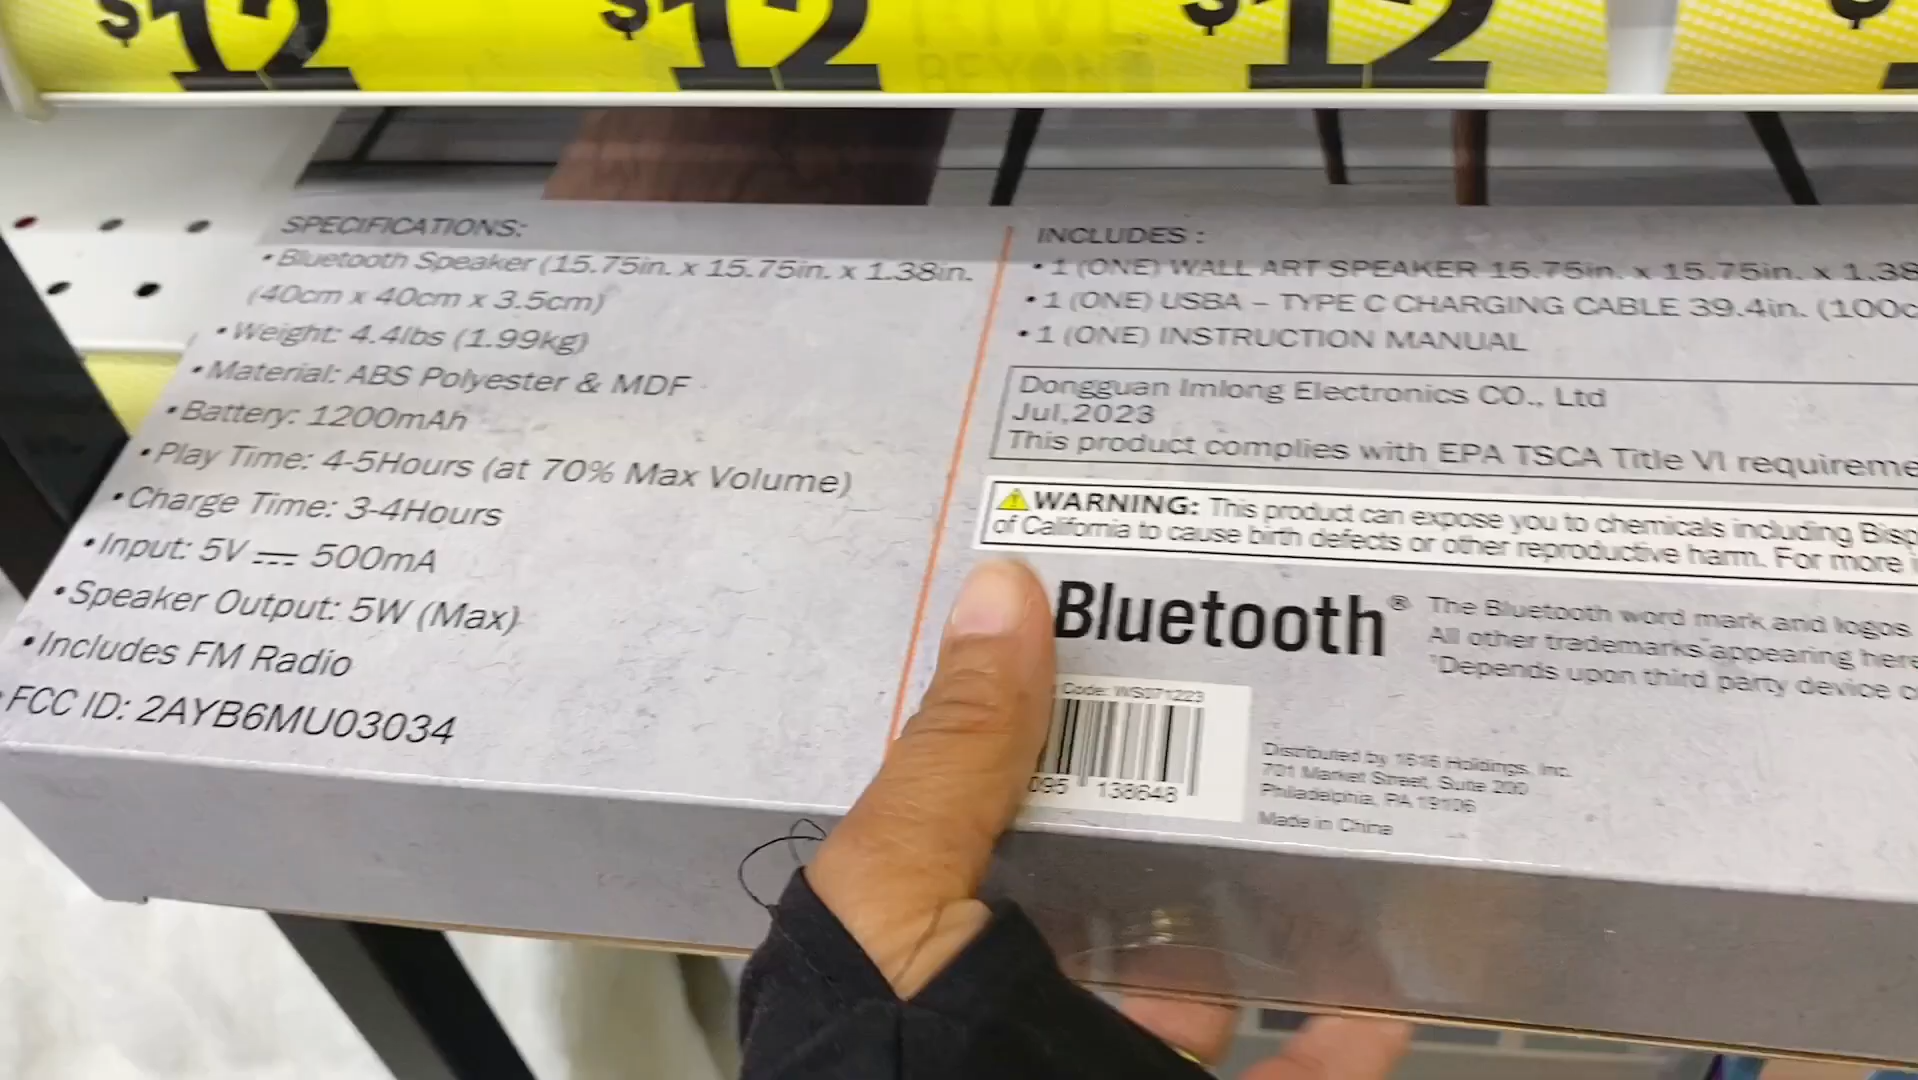 $12 $12 $12
SPECIFICATIONS:
• Bluetooth Speaker (15.75in. x 15.75in. x 1.38in.
(40cm x 40cm x 3.5cm)
• Weight: 4.4lbs (1.99kg)
• Material: ABS Polyester & MDF
• Battery: 1200mAh
• Play Time: 4-5Hours (at 70% Max Volume)
• Charge Time: 3-4Hours
• Input: 5V ⎓ 500mA
• Speaker Output: 5W (Max)
• Includes FM Radio
• FCC ID: 2AYB6MU03034
INCLUDES :
• 1 (ONE) WALL ART SPEAKER 15.75in. x 15.75in. x 1.38
• 1 (ONE) USBA – TYPE C CHARGING CABLE 39.4in. (100c
• 1 (ONE) INSTRUCTION MANUAL
Dongguan Imlong Electronics CO., Ltd
Jul,2023
This product complies with EPA TSCA Title VI requireme
⚠WARNING: This product can expose you to chemicals including Bisp
of California to cause birth defects or other reproductive harm. For more i
Bluetooth®
The Bluetooth word mark and logos
All other trademarks appearing here
¹Depends upon third party device c
Code: WS071223
095 138648
Distributed by 1616 Holdings, Inc.
701 Market Street, Suite 200
Philadelphia, PA 19106
Made in China